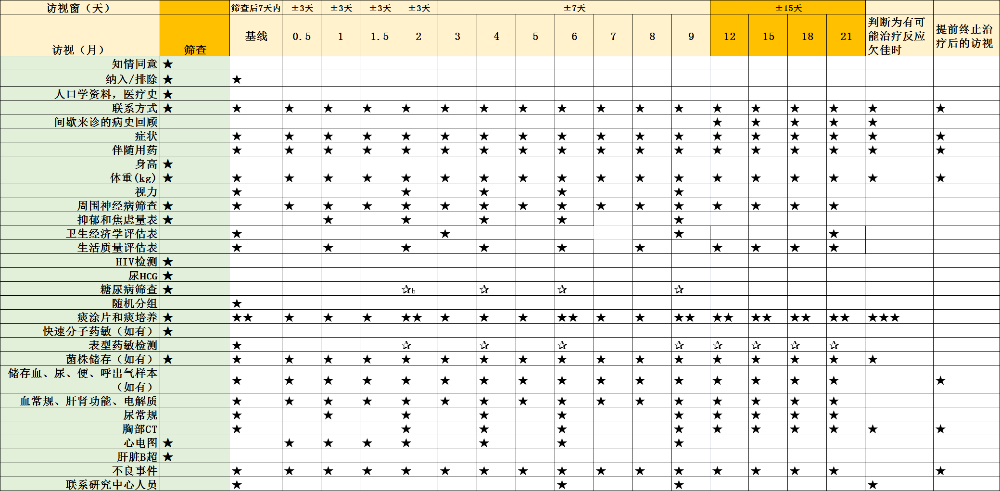 访视窗（天） 筛查后7天内 ±3天 ±3天 ±3天 ±3天 ±7天 ±15天
访视（月） 筛查 基线 0.5 1 1.5 2 3 4 5 6 7 8 9 12 15 18 21 判断为有可能治疗反应欠佳时 提前终止治疗后的访视
知情同意 ★
纳入/排除 ★ ★
人口学资料，医疗史 ★
联系方式 ★ ★ ★ ★ ★ ★ ★ ★ ★ ★ ★ ★ ★ ★ ★ ★ ★ ★ ★
间歇来诊的病史回顾 ★ ★ ★ ★ ★
症状 ★ ★ ★ ★ ★ ★ ★ ★ ★ ★ ★ ★ ★ ★ ★ ★ ★ ★
伴随用药 ★ ★ ★ ★ ★ ★ ★ ★ ★ ★ ★ ★ ★ ★ ★ ★ ★ ★
身高 ★
体重(kg) ★ ★ ★ ★ ★ ★ ★ ★ ★ ★ ★ ★ ★ ★ ★ ★ ★ ★ ★
视力 ★ ★ ★ ★ ★
周围神经病筛查 ★ ★ ★ ★ ★ ★ ★ ★ ★ ★ ★ ★ ★ ★ ★ ★ ★
抑郁和焦虑量表 ★ ★ ★ ★ ★ ★
卫生经济学评估表 ★ ★ ★ ★
生活质量评估表 ★ ★ ★ ★ ★ ★ ★ ★ ★ ★
HIV检测 ★
尿HCG ★
糖尿病筛查 ★ ☆b ☆ ☆ ☆
随机分组 ★
痰涂片和痰培养 ★ ★★ ★ ★ ★ ★★ ★ ★ ★ ★★ ★ ★ ★★ ★★ ★★ ★★ ★★ ★★★
快速分子药敏（如有） ★
表型药敏检测 ★ ☆ ☆ ☆ ☆ ☆ ☆ ☆ ☆
菌株储存（如有） ★ ★ ★ ★ ★ ★ ★ ★ ★ ★ ★ ★ ★ ★ ★ ★ ★ ★
储存血、尿、便、呼出气样本
（如有） ★ ★ ★ ★ ★ ★ ★ ★ ★ ★ ★ ★ ★ ★ ★ ★ ★
血常规、肝肾功能、电解质 ★ ★ ★ ★ ★ ★ ★ ★ ★ ★ ★ ★ ★ ★ ★ ★
尿常规 ★ ★ ★ ★ ★ ★ ★ ★ ★ ★
胸部CT ★ ★ ★ ★ ★ ★ ★ ★ ★ ★ ★
心电图 ★ ★ ★ ★ ★ ★ ★ ★
肝脏B超 ★
不良事件 ★ ★ ★ ★ ★ ★ ★ ★ ★ ★ ★ ★ ★ ★ ★ ★ ★
联系研究中心人员 ★ ★ ★ ★